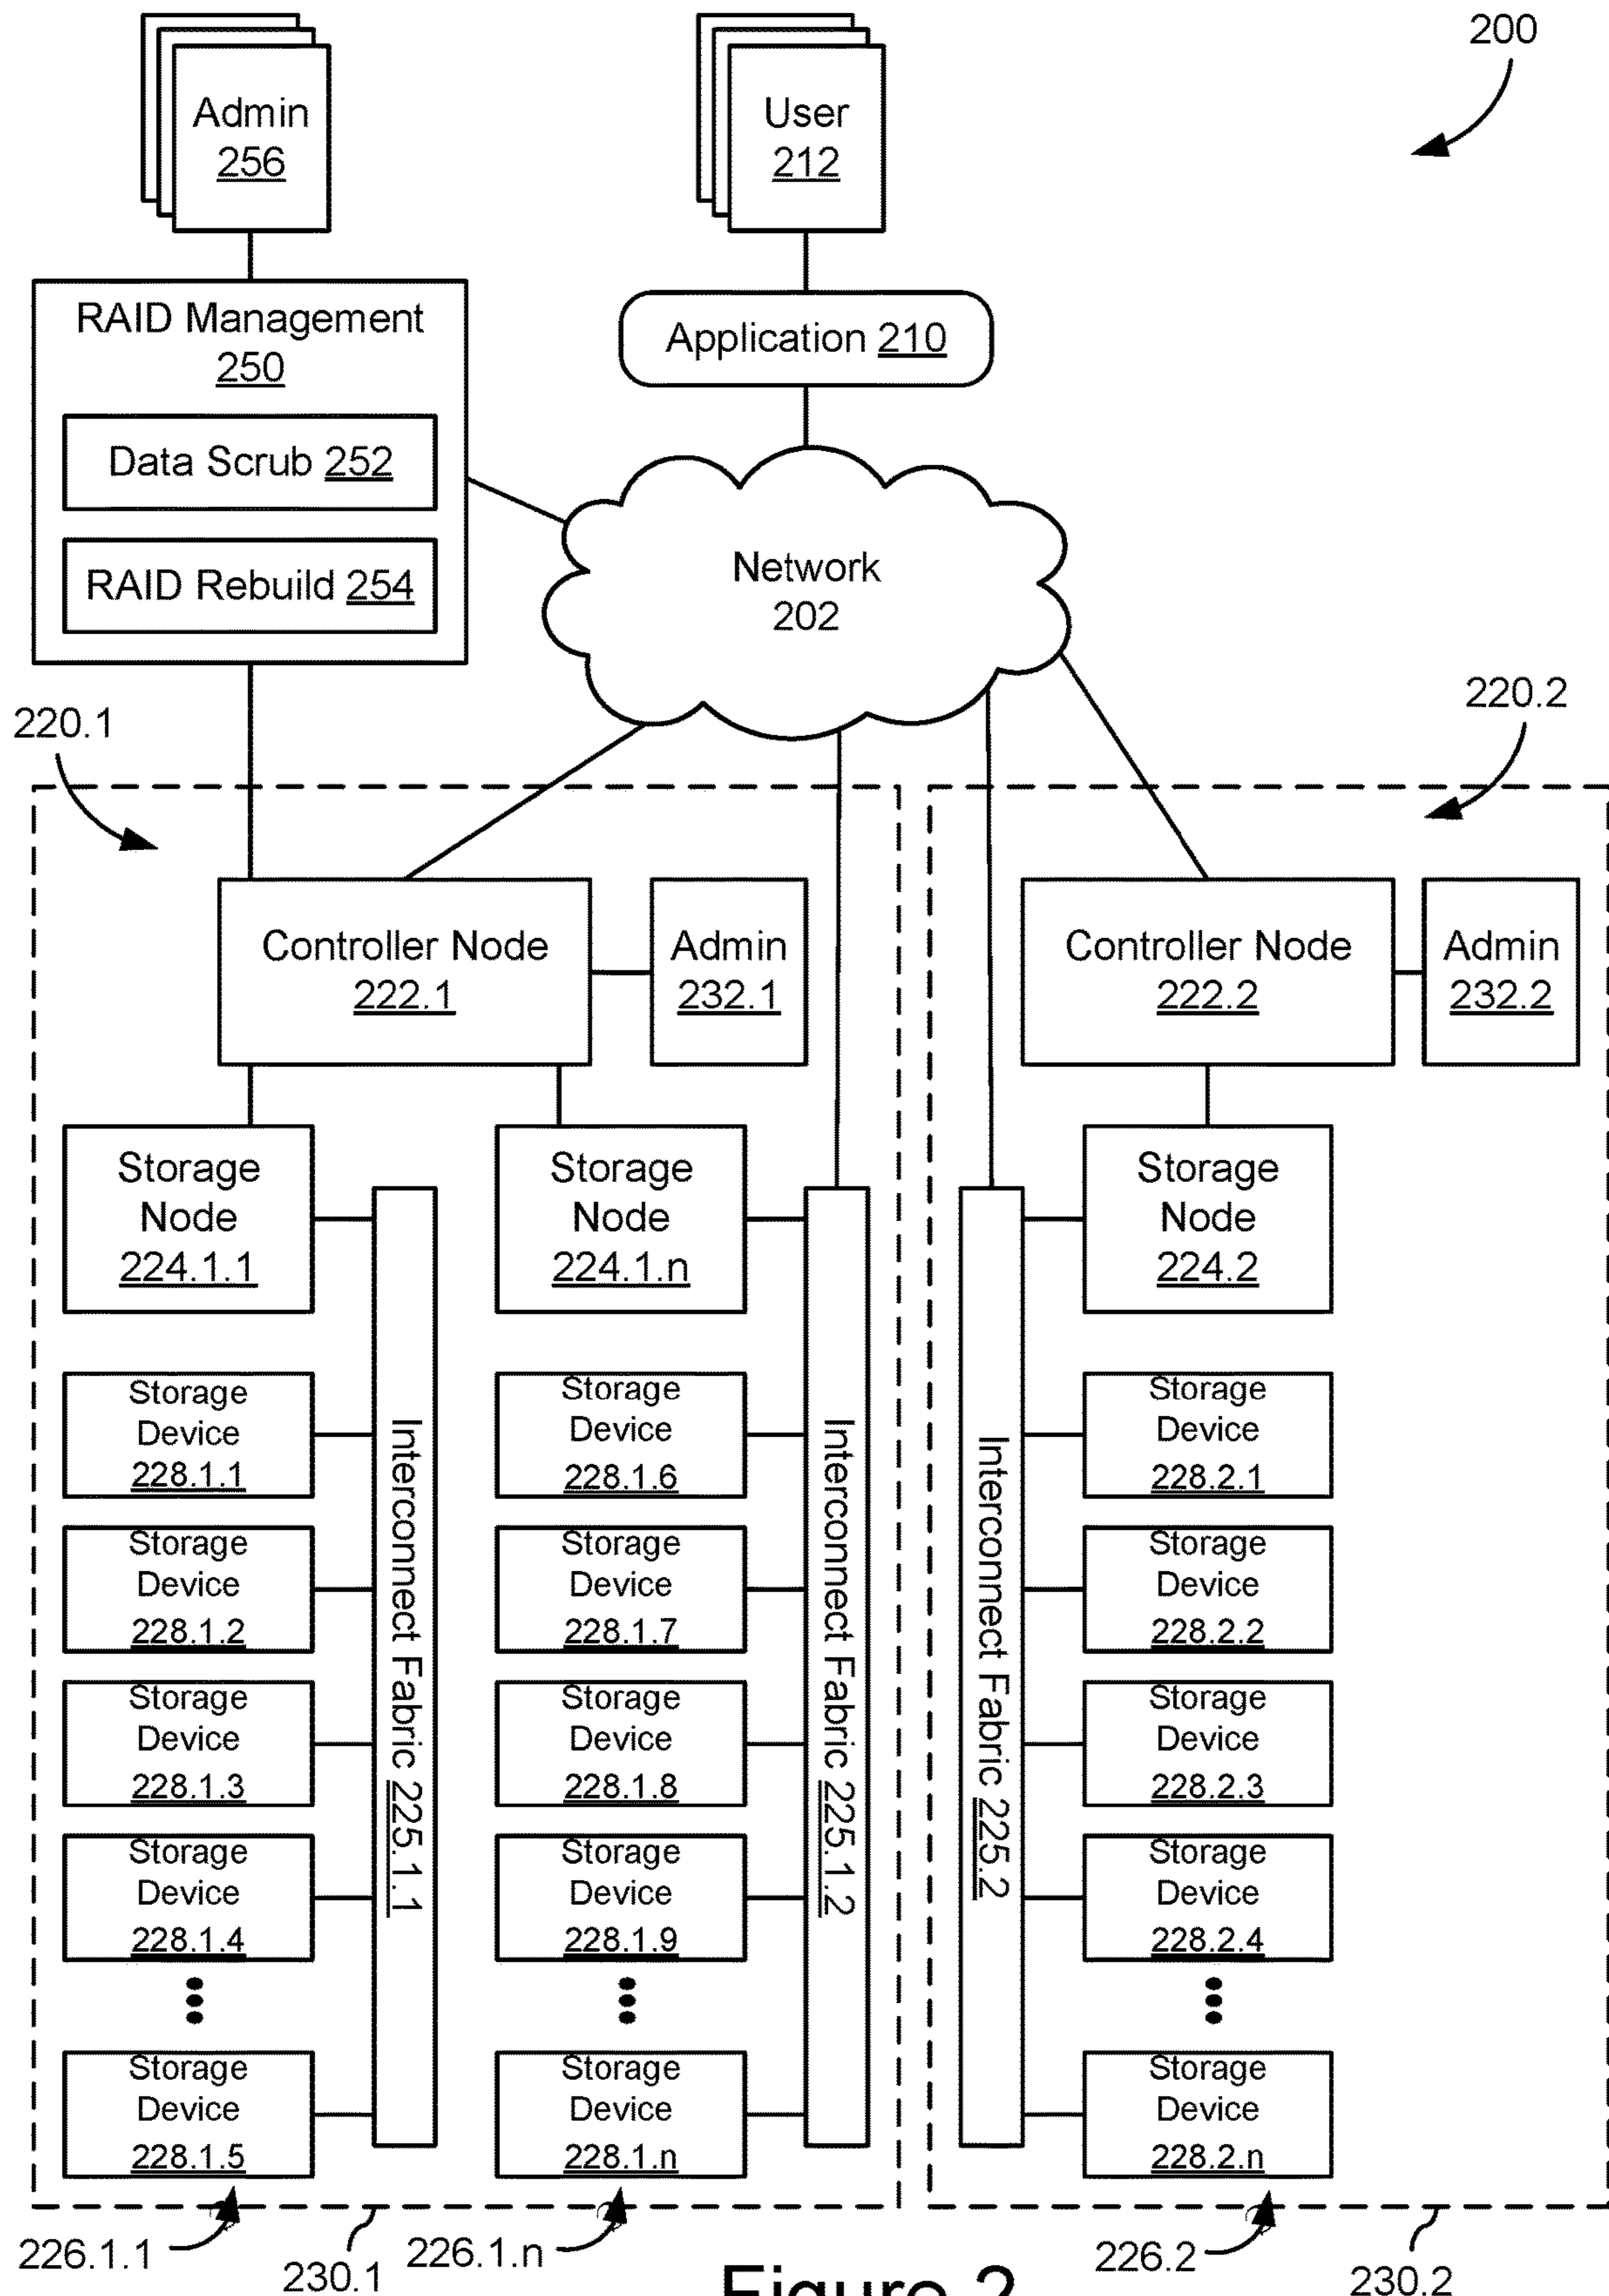 200
Admin
256
User
212
RAID Management
250
Application 210
Data Scrub 252
RAID Rebuild 254
Network
202
220.1
220.2
Controller Node
222.1
Admin
232.1
Controller Node
222.2
Admin
232.2
Storage
Node
224.1.1
Storage
Node
224.1.n
Storage
Node
224.2
Storage
Device
228.1.1
Storage
Device
228.1.2
Storage
Device
228.1.3
Storage
Device
228.1.4
Storage
Device
228.1.5
Interconnect Fabric 225.1.1
Storage
Device
228.1.6
Storage
Device
228.1.7
Storage
Device
228.1.8
Storage
Device
228.1.9
Storage
Device
228.1.n
Interconnect Fabric 225.1.2
Interconnect Fabric 225.2
Storage
Device
228.2.1
Storage
Device
228.2.2
Storage
Device
228.2.3
Storage
Device
228.2.4
Storage
Device
228.2.n
226.1.1
230.1
226.1.n
226.2
230.2
Figure 2